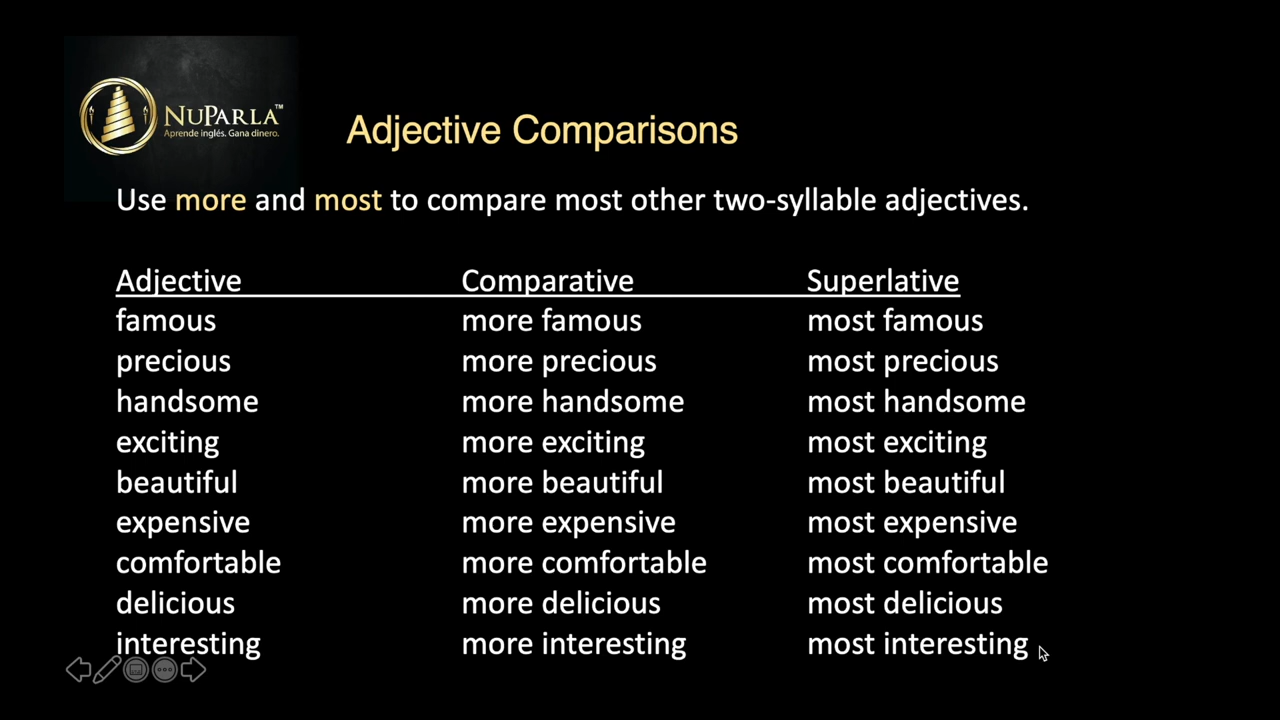 NUPARLA™
Aprende inglés. Gana dinero.
Adjective Comparisons
Use more and most to compare most other two-syllable adjectives.
Adjective Comparative Superlative
famous more famous most famous
precious more precious most precious
handsome more handsome most handsome
exciting more exciting most exciting
beautiful more beautiful most beautiful
expensive more expensive most expensive
comfortable more comfortable most comfortable
delicious more delicious most delicious
interesting more interesting most interesting